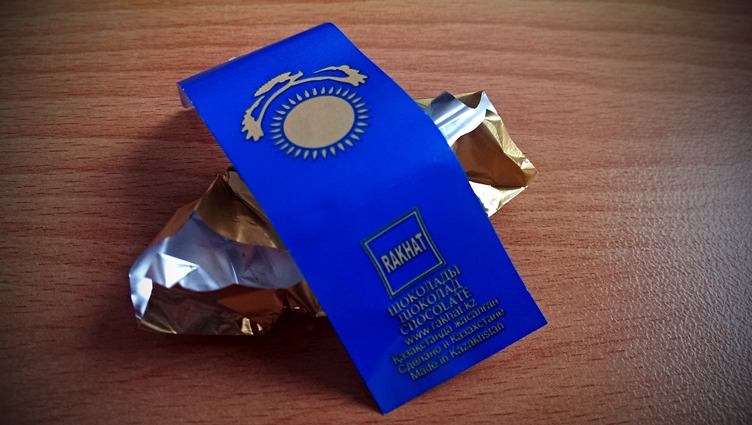 RAKHAT
ШОКОЛАДЫ
ШОКОЛАД
CHOCOLATE
www.rakhat.kz
Қазақстанда жасалған
Сделано в Казахстане
Made in Kazakhstan